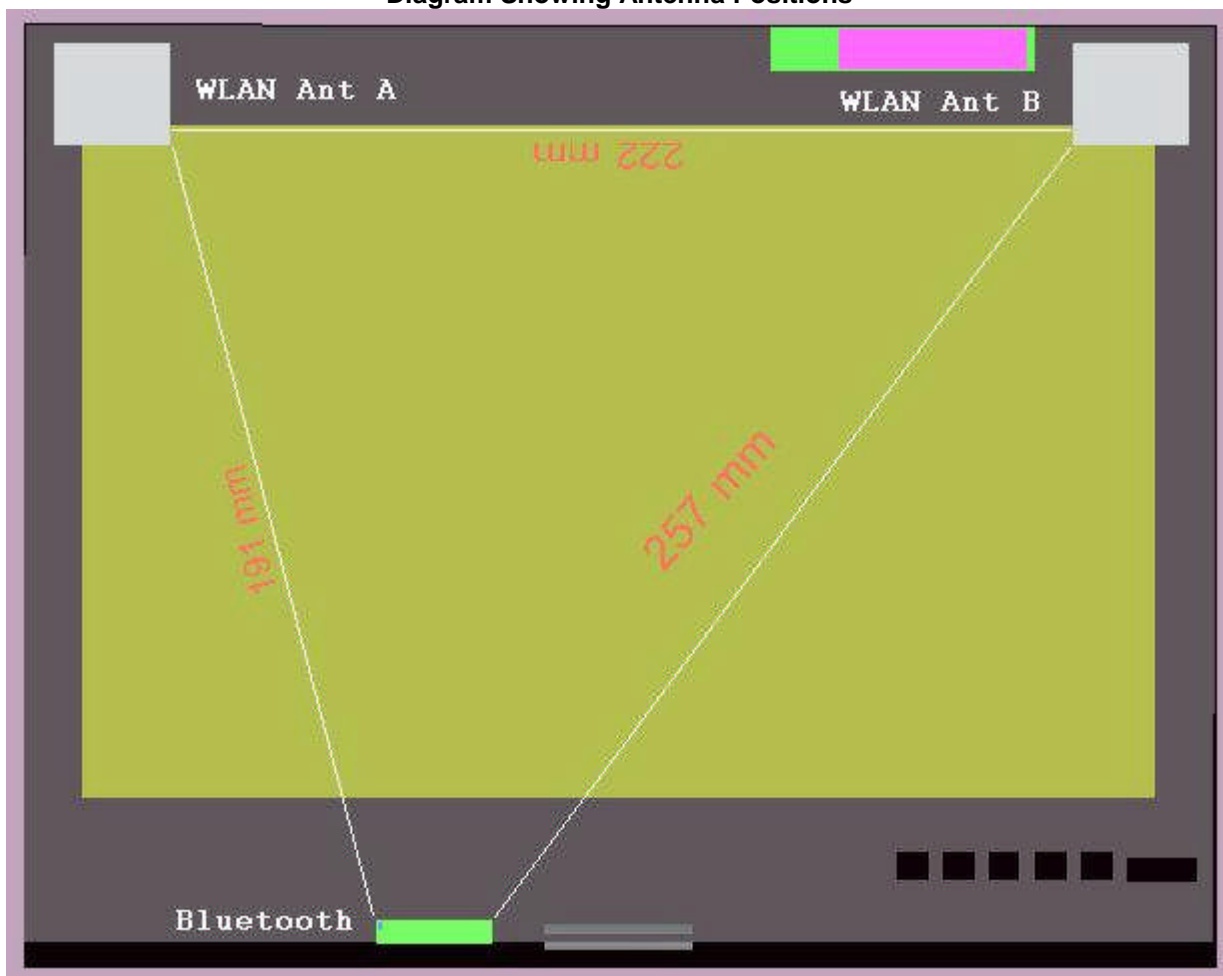 Diagram Showing Antenna Positions
WLAN Ant A
WLAN Ant B
222 mm
257 mm
191 mm
Bluetooth